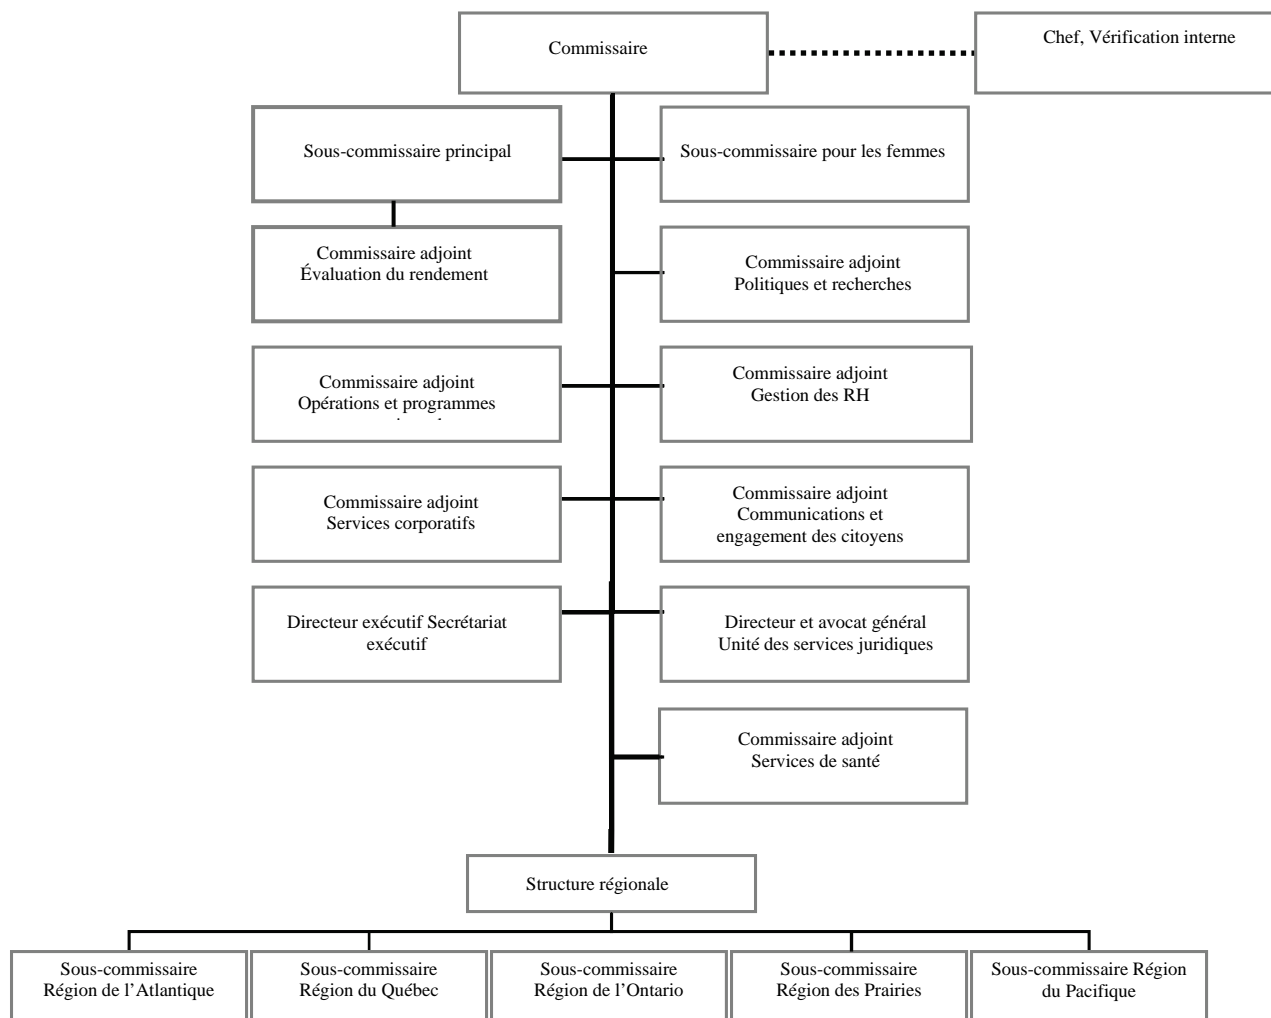 Commissaire
Chef, Vérification interne
Sous-commissaire principal
Sous-commissaire pour les femmes
Commissaire adjoint
Évaluation du rendement
Commissaire adjoint
Politiques et recherches
Commissaire adjoint
Opérations et programmes
Commissaire adjoint
Gestion des RH
Commissaire adjoint
Services corporatifs
Commissaire adjoint
Communications et
engagement des citoyens
Directeur exécutif Secrétariat
exécutif
Directeur et avocat général
Unité des services juridiques
Commissaire adjoint
Services de santé
Structure régionale
Sous-commissaire
Région de l’Atlantique
Sous-commissaire
Région du Québec
Sous-commissaire
Région de l’Ontario
Sous-commissaire
Région des Prairies
Sous-commissaire Région
du Pacifique